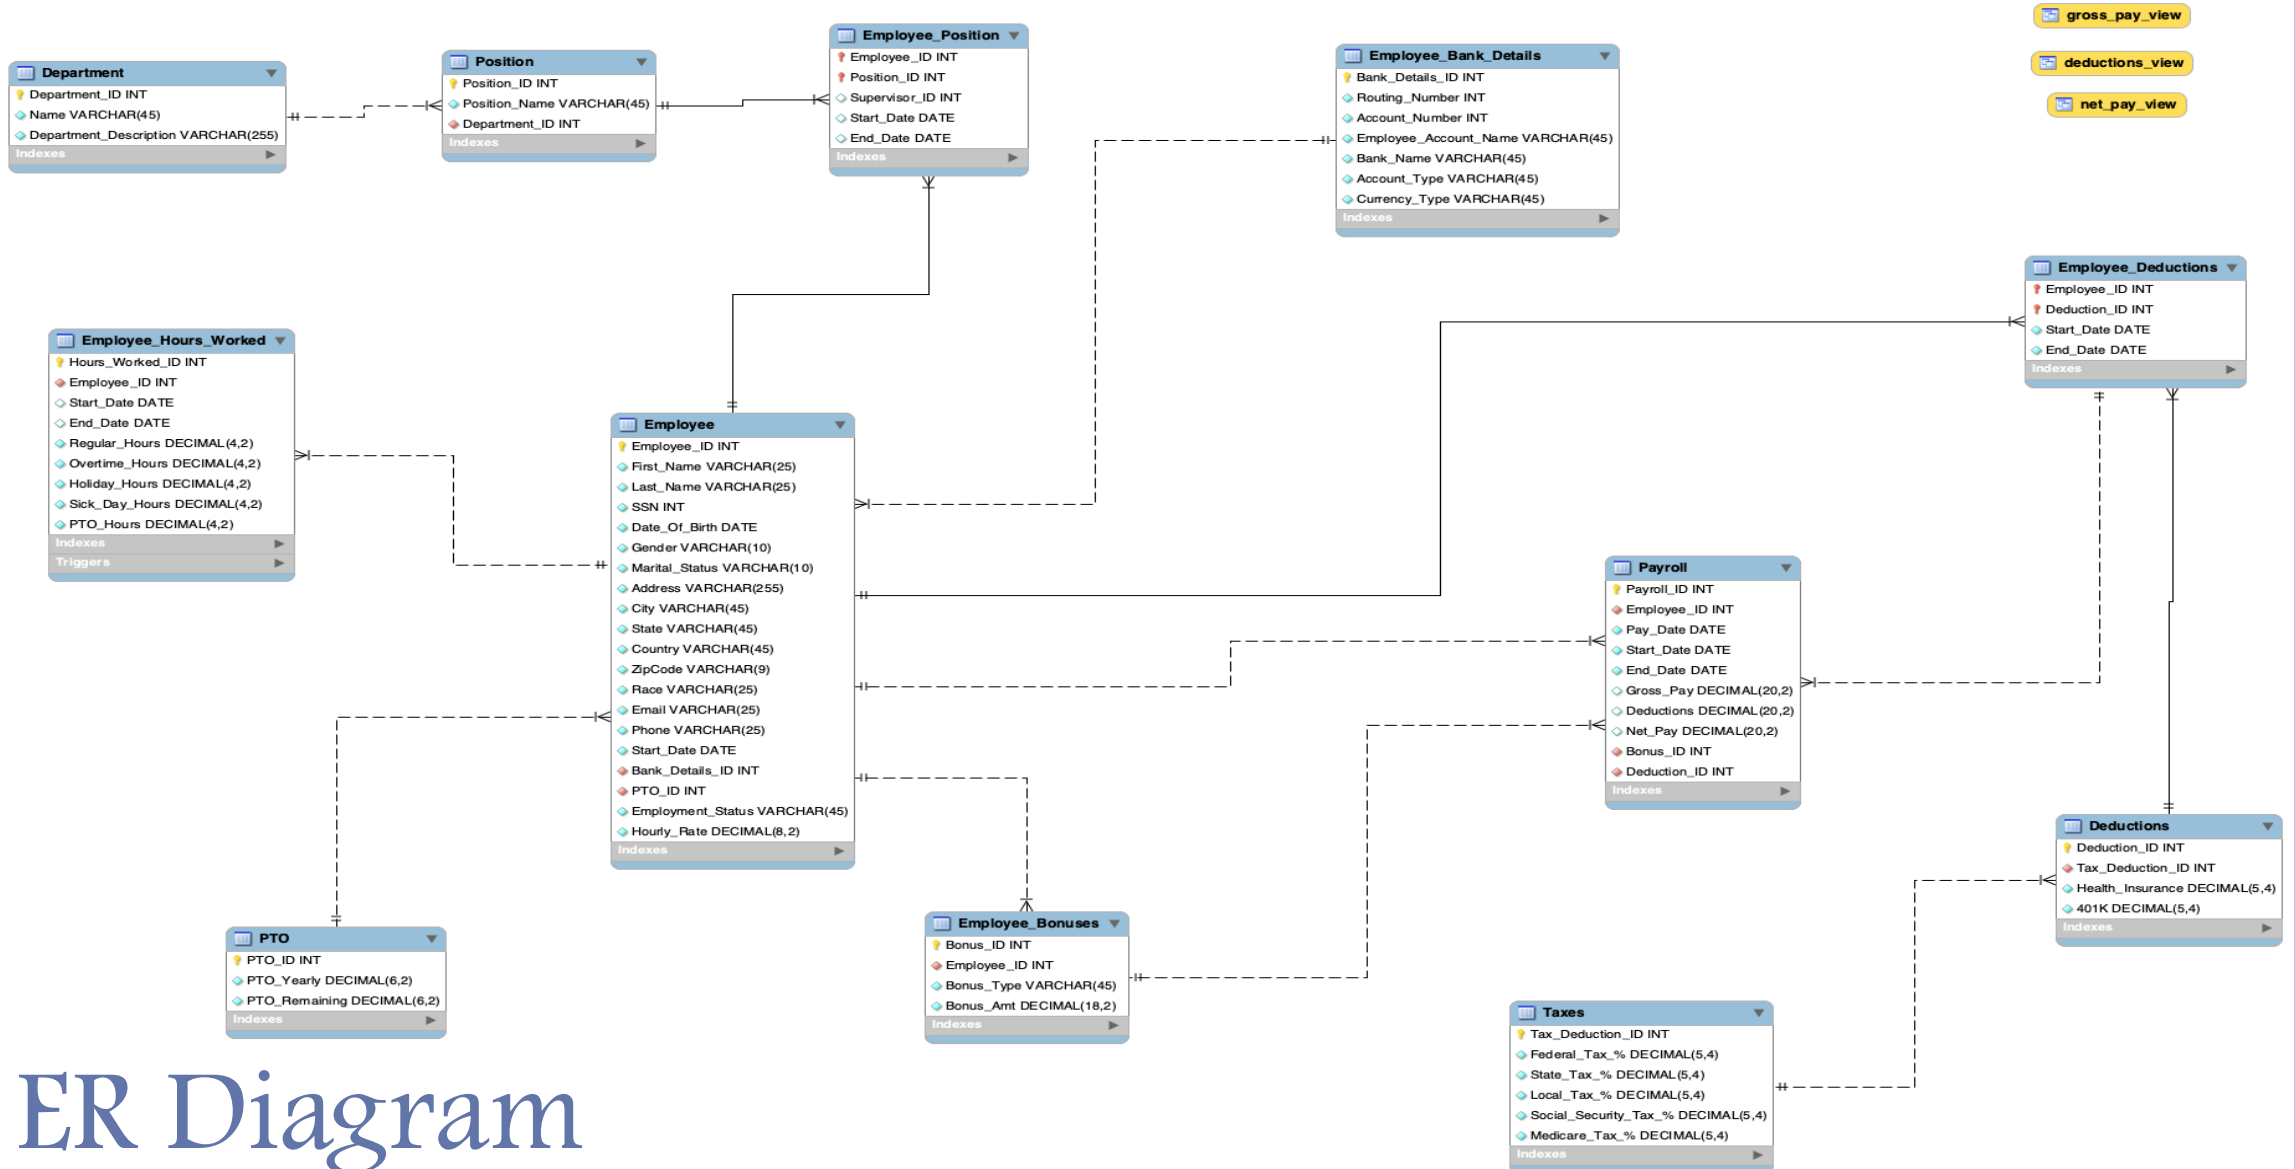 gross_pay_view
deductions_view
net_pay_view
Department
Department_ID INT
Name VARCHAR(45)
Department_Description VARCHAR(255)
Indexes
Position
Position_ID INT
Position_Name VARCHAR(45)
Department_ID INT
Indexes
Employee_Position
Employee_ID INT
Position_ID INT
Supervisor_ID INT
Start_Date DATE
End_Date DATE
Indexes
Employee_Bank_Details
Bank_Details_ID INT
Routing_Number INT
Account_Number INT
Employee_Account_Name VARCHAR(45)
Bank_Name VARCHAR(45)
Account_Type VARCHAR(45)
Currency_Type VARCHAR(45)
Indexes
Employee_Deductions
Employee_ID INT
Deduction_ID INT
Start_Date DATE
End_Date DATE
Indexes
Employee_Hours_Worked
Hours_Worked_ID INT
Employee_ID INT
Start_Date DATE
End_Date DATE
Regular_Hours DECIMAL(4,2)
Overtime_Hours DECIMAL(4,2)
Holiday_Hours DECIMAL(4,2)
Sick_Day_Hours DECIMAL(4,2)
PTO_Hours DECIMAL(4,2)
Indexes
Triggers
Employee
Employee_ID INT
First_Name VARCHAR(25)
Last_Name VARCHAR(25)
SSN INT
Date_Of_Birth DATE
Gender VARCHAR(10)
Marital_Status VARCHAR(10)
Address VARCHAR(255)
City VARCHAR(45)
State VARCHAR(45)
Country VARCHAR(45)
ZipCode VARCHAR(9)
Race VARCHAR(25)
Email VARCHAR(25)
Phone VARCHAR(25)
Start_Date DATE
Bank_Details_ID INT
PTO_ID INT
Employment_Status VARCHAR(45)
Hourly_Rate DECIMAL(8,2)
Indexes
Payroll
Payroll_ID INT
Employee_ID INT
Pay_Date DATE
Start_Date DATE
End_Date DATE
Gross_Pay DECIMAL(20,2)
Deductions DECIMAL(20,2)
Net_Pay DECIMAL(20,2)
Bonus_ID INT
Deduction_ID INT
Indexes
Deductions
Deduction_ID INT
Tax_Deduction_ID INT
Health_Insurance DECIMAL(5,4)
401K DECIMAL(5,4)
Indexes
PTO
PTO_ID INT
PTO_Yearly DECIMAL(6,2)
PTO_Remaining DECIMAL(6,2)
Indexes
Employee_Bonuses
Bonus_ID INT
Employee_ID INT
Bonus_Type VARCHAR(45)
Bonus_Amt DECIMAL(18,2)
Indexes
Taxes
Tax_Deduction_ID INT
Federal_Tax_% DECIMAL(5,4)
State_Tax_% DECIMAL(5,4)
Local_Tax_% DECIMAL(5,4)
Social_Security_Tax_% DECIMAL(5,4)
Medicare_Tax_% DECIMAL(5,4)
Indexes
ER Diagram